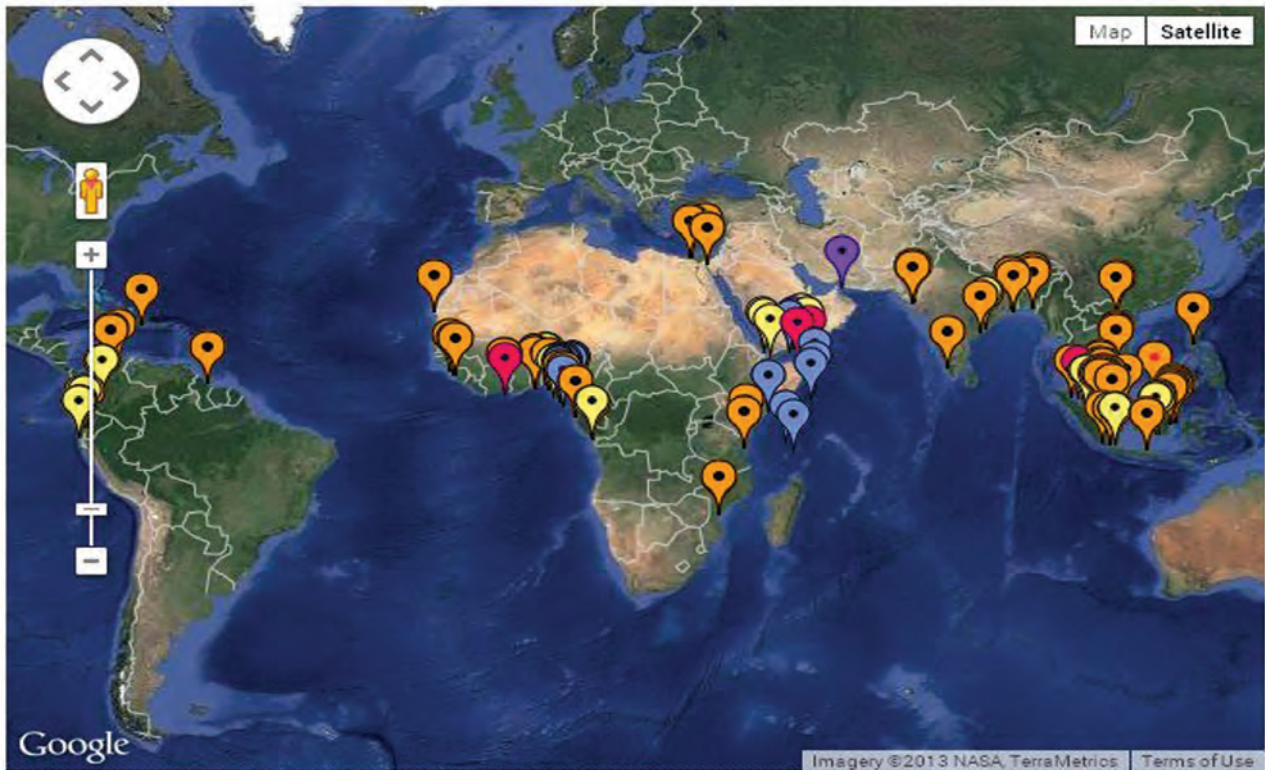 Map
Satellite
Google
Imagery ©2013 NASA, TerraMetrics
Terms of Use